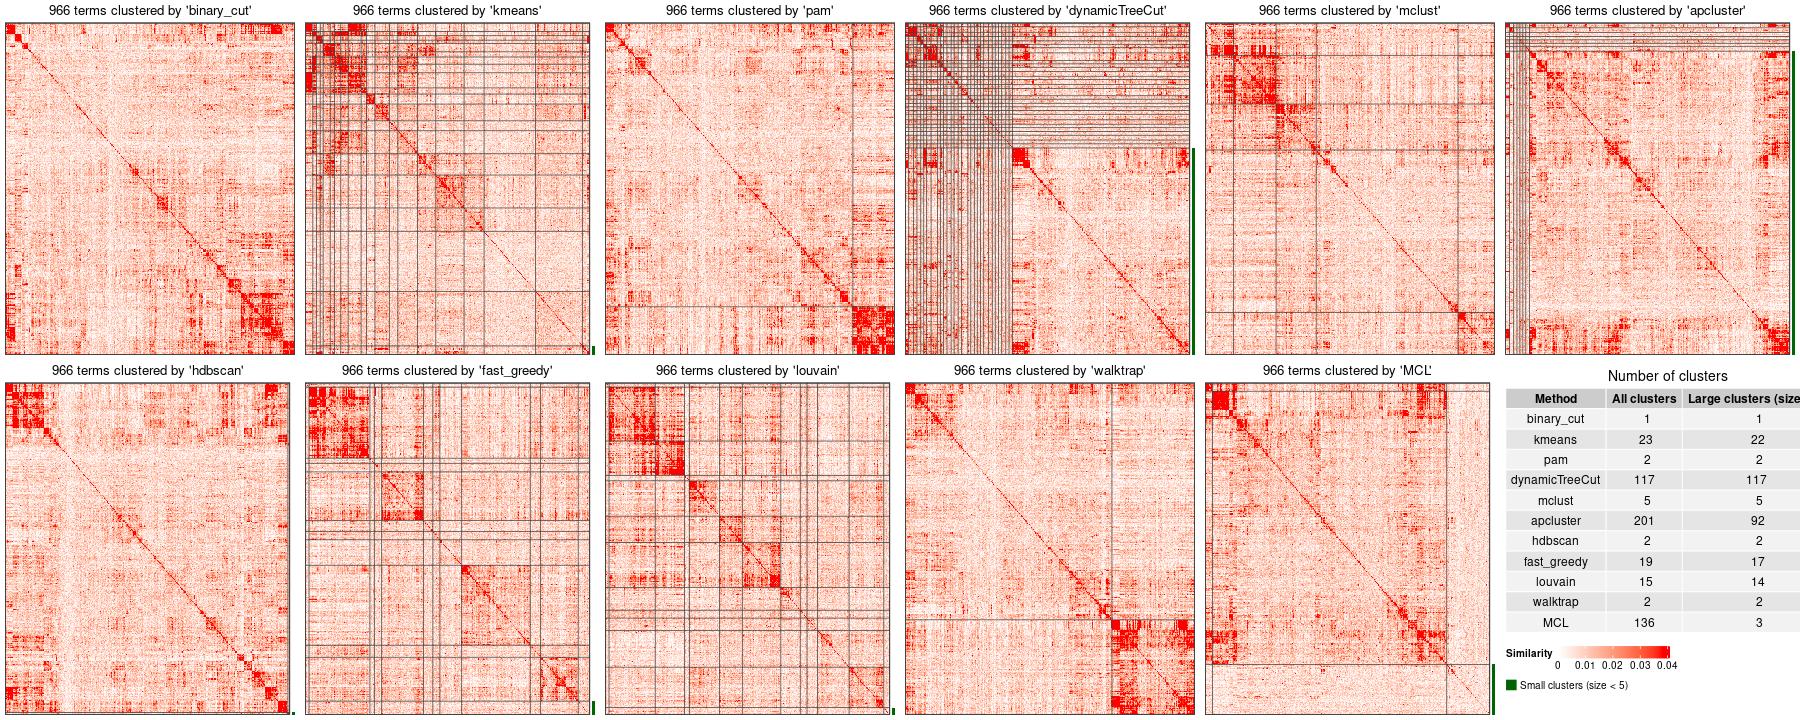 966 terms clustered by 'binary_cut'
966 terms clustered by 'kmeans'
966 terms clustered by 'pam'
966 terms clustered by 'dynamicTreeCut'
966 terms clustered by 'mclust'
966 terms clustered by 'apcluster'
966 terms clustered by 'hdbscan'
966 terms clustered by 'fast_greedy'
966 terms clustered by 'louvain'
966 terms clustered by 'walktrap'
966 terms clustered by 'MCL'
Number of clusters
Method All clusters Large clusters (size
binary_cut 1 1
kmeans 23 22
pam 2 2
dynamicTreeCut 117 117
mclust 5 5
apcluster 201 92
hdbscan 2 2
fast_greedy 19 17
louvain 15 14
walktrap 2 2
MCL 136 3
Similarity
0 0.01 0.02 0.03 0.04
Small clusters (size < 5)